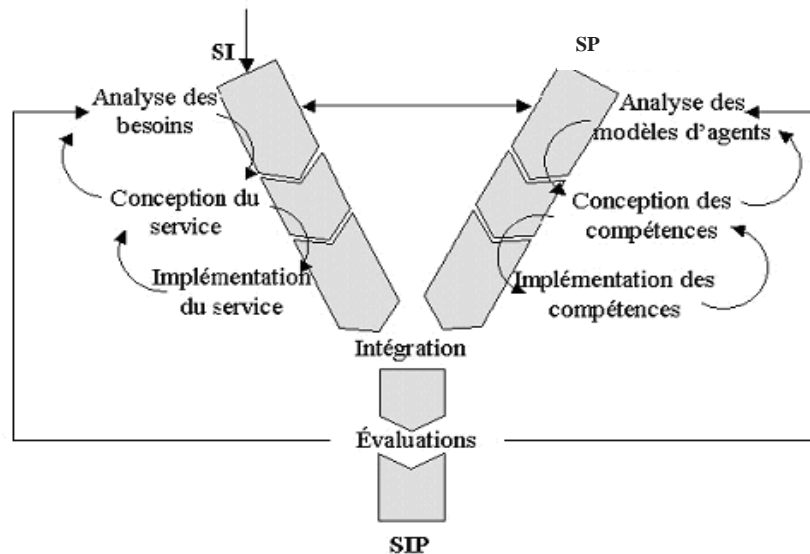 SI
Analyse des
besoins
Conception du
service
Implémentation
du service
SP
Analyse des
modèles d'agents
Conception des
compétences
Implémentation des
compétences
Intégration
Évaluations
SIP